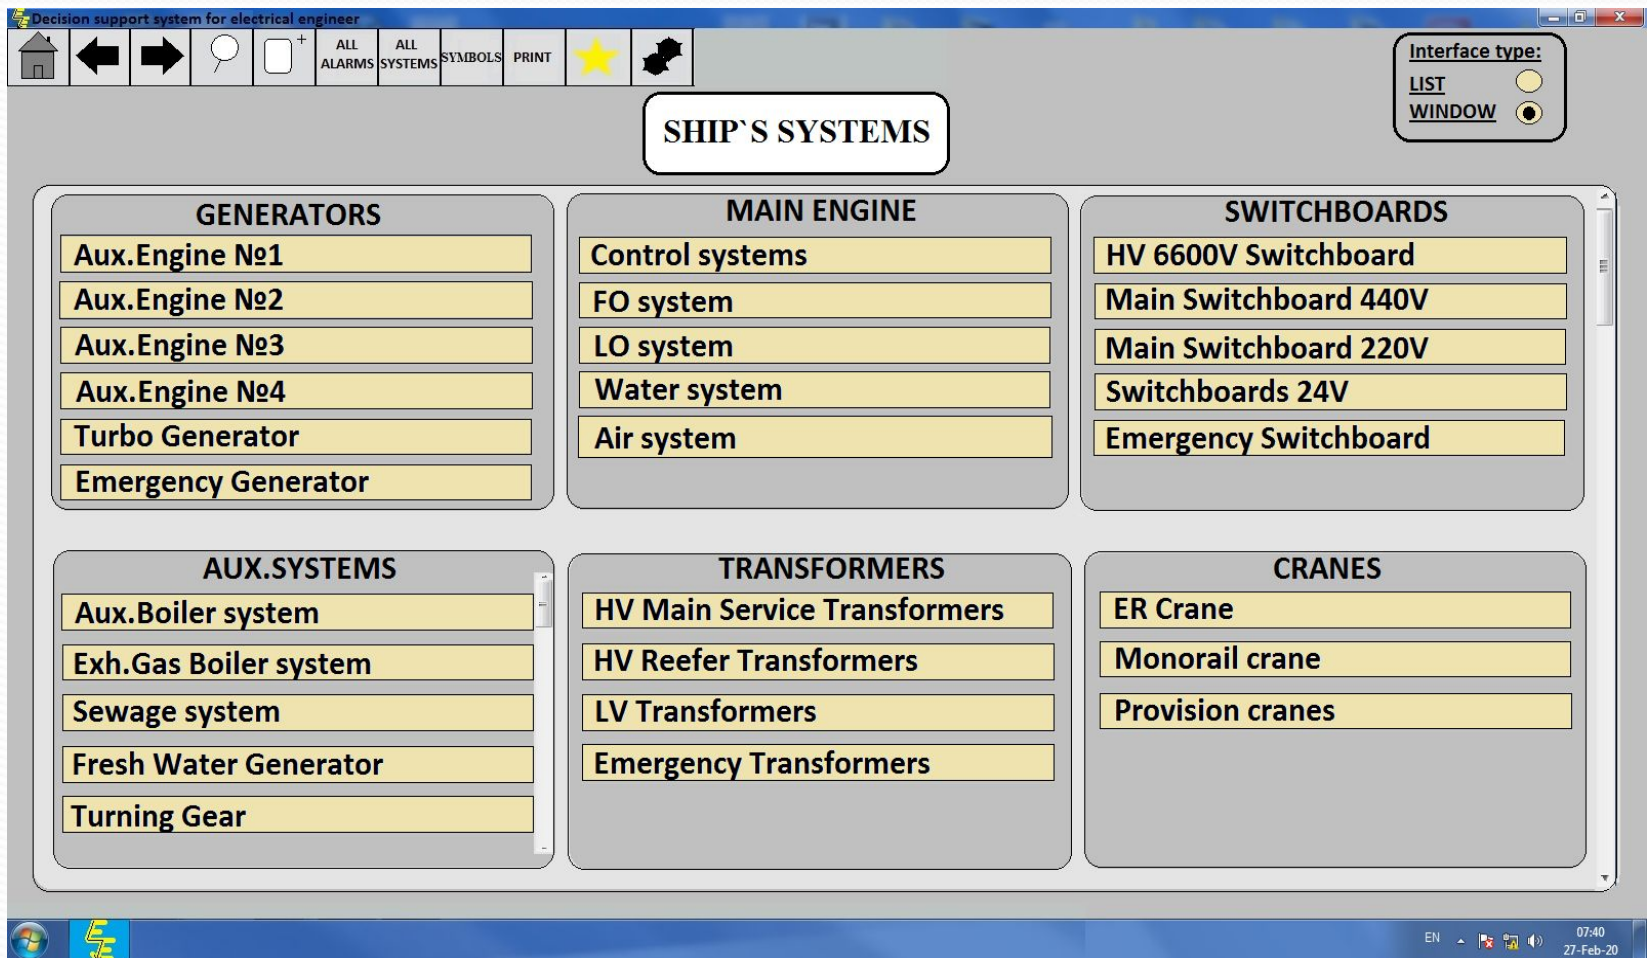 Decision support system for electrical engineer
+
ALL ALARMS
ALL SYSTEMS
SYMBOLS
PRINT
Interface type:
LIST
WINDOW
SHIP`S SYSTEMS
GENERATORS
Aux.Engine №1
Aux.Engine №2
Aux.Engine №3
Aux.Engine №4
Turbo Generator
Emergency Generator
MAIN ENGINE
Control systems
FO system
LO system
Water system
Air system
SWITCHBOARDS
HV 6600V Switchboard
Main Switchboard 440V
Main Switchboard 220V
Switchboards 24V
Emergency Switchboard
AUX.SYSTEMS
Aux.Boiler system
Exh.Gas Boiler system
Sewage system
Fresh Water Generator
Turning Gear
TRANSFORMERS
HV Main Service Transformers
HV Reefer Transformers
LV Transformers
Emergency Transformers
CRANES
ER Crane
Monorail crane
Provision cranes
EN
07:40
27-Feb-20